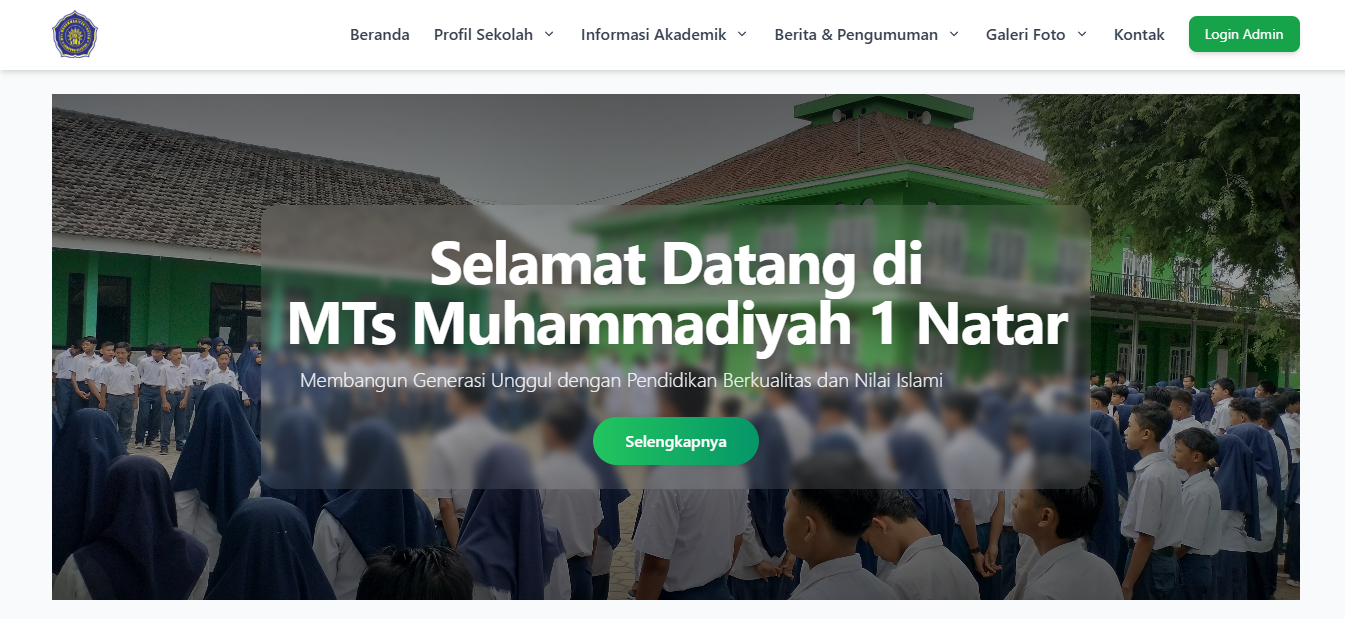 Beranda
Profil Sekolah
Informasi Akademik
Berita & Pengumuman
Galeri Foto
Kontak
Login Admin
Selamat Datang di
MTs Muhammadiyah 1 Natar
Membangun Generasi Unggul dengan Pendidikan Berkualitas dan Nilai Islami
Selengkapnya